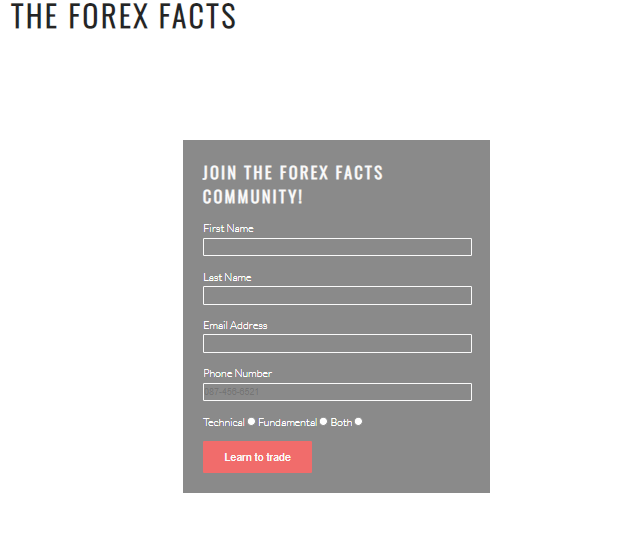 THE FOREX FACTS
JOIN THE FOREX FACTS
COMMUNITY!
First Name
Last Name
Email Address
Phone Number
Technical Fundamental Both
Learn to trade